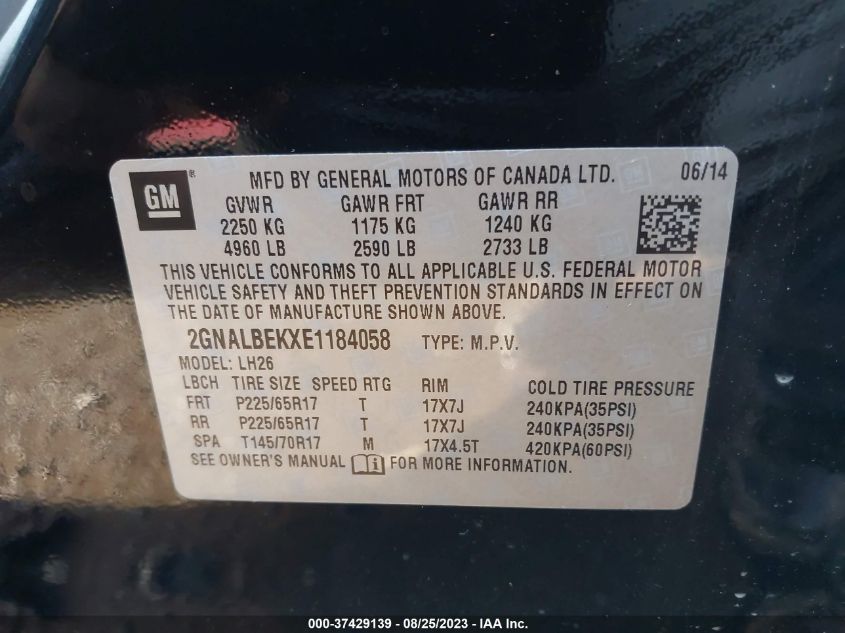 GM ® MFD BY GENERAL MOTORS OF CANADA LTD. 06/14
GVWR GAWR FRT GAWR RR
2250 KG 1175 KG 1240 KG
4960 LB 2590 LB 2733 LB
THIS VEHICLE CONFORMS TO ALL APPLICABLE U.S. FEDERAL MOTOR
VEHICLE SAFETY AND THEFT PREVENTION STANDARDS IN EFFECT ON
THE DATE OF MANUFACTURE SHOWN ABOVE.
2GNALBEKXE1184058 TYPE: M.P.V.
MODEL: LH26
LBCH TIRE SIZE SPEED RTG RIM COLD TIRE PRESSURE
FRT P225/65R17 T 17X7J 240KPA(35PSI)
RR P225/65R17 T 17X7J 240KPA(35PSI)
SPA T145/70R17 M 17X4.5T 420KPA(60PSI)
SEE OWNER'S MANUAL FOR MORE INFORMATION.
000-37429139 - 08/25/2023 - IAA Inc.